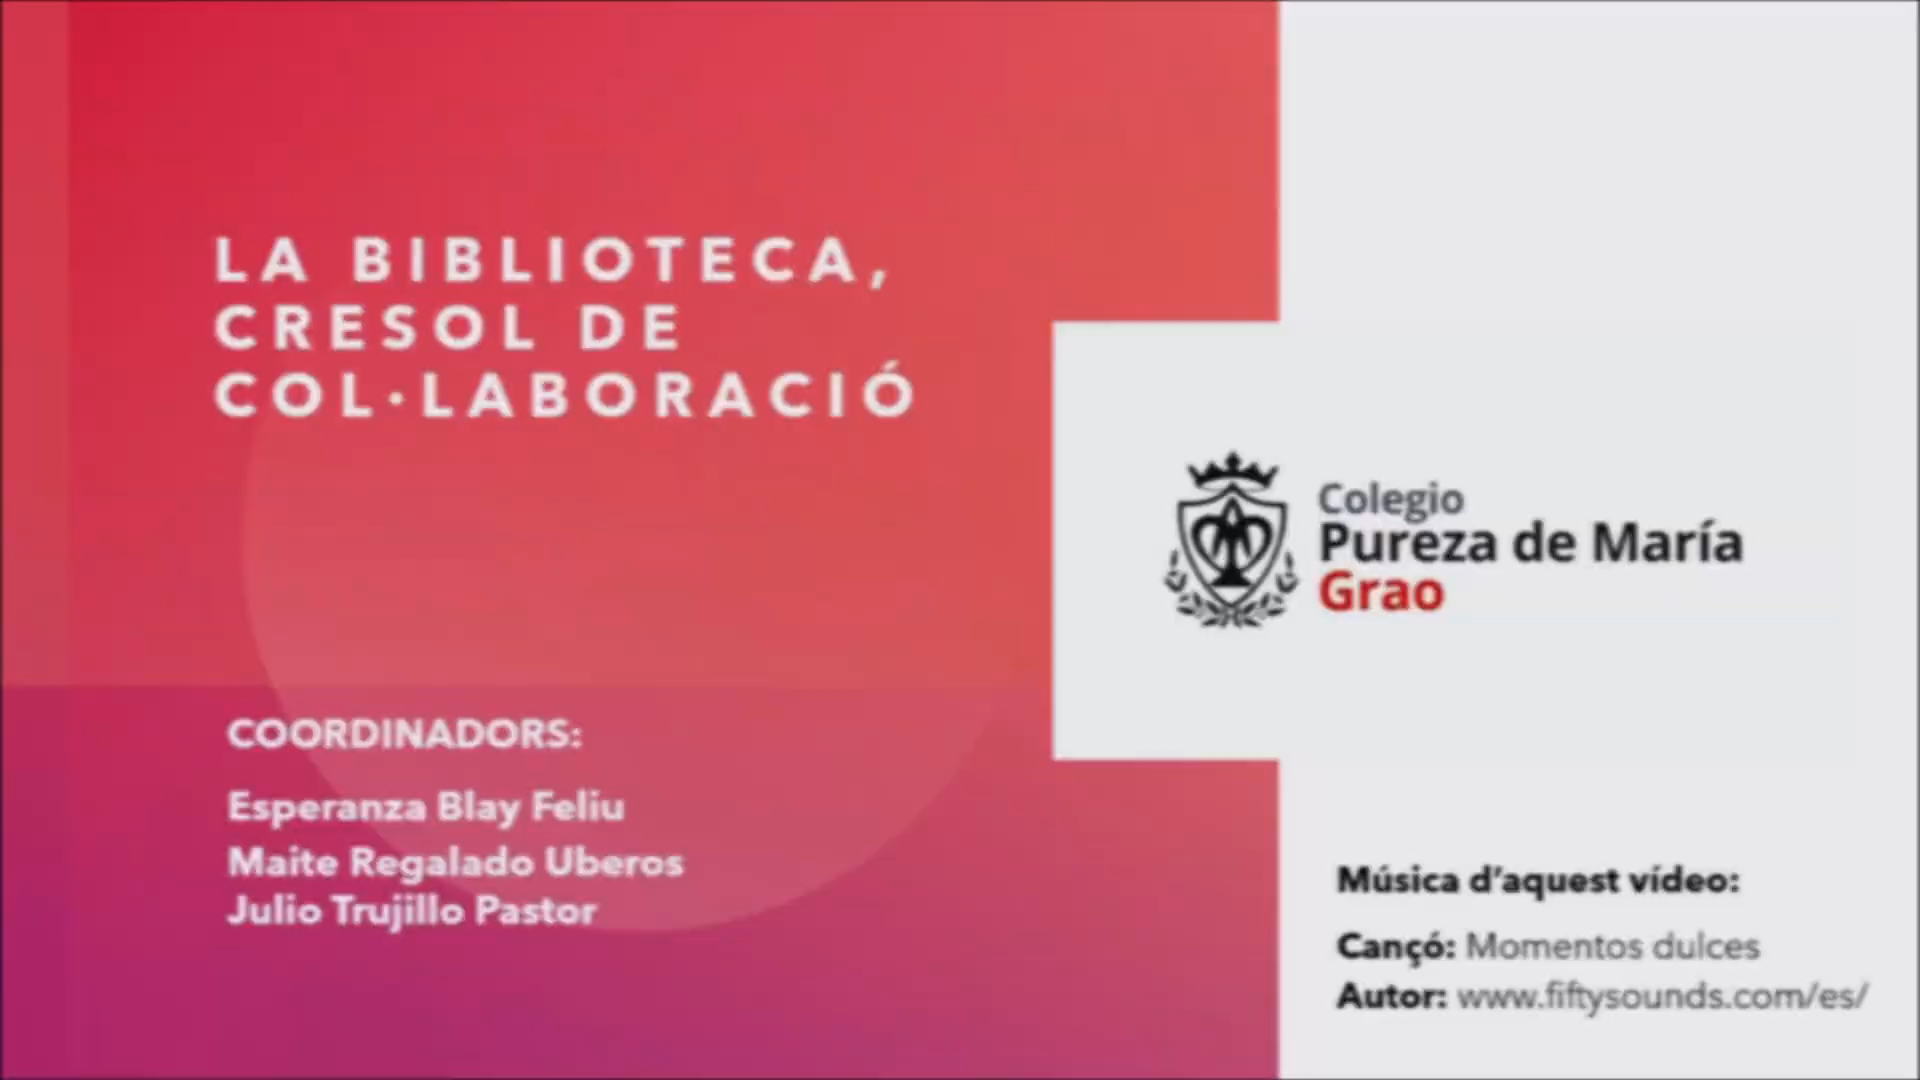 LA BIBLIOTECA,
CRESOL DE
COL·LABORACIÓ
Colegio
Pureza de María
Grao
COORDINADORS:
Esperanza Blay Feliu
Maite Regalado Uberos
Julio Trujillo Pastor
Música d’aquest vídeo:
Cançó: Momentos dulces
Autor: www.fiftysounds.com/es/